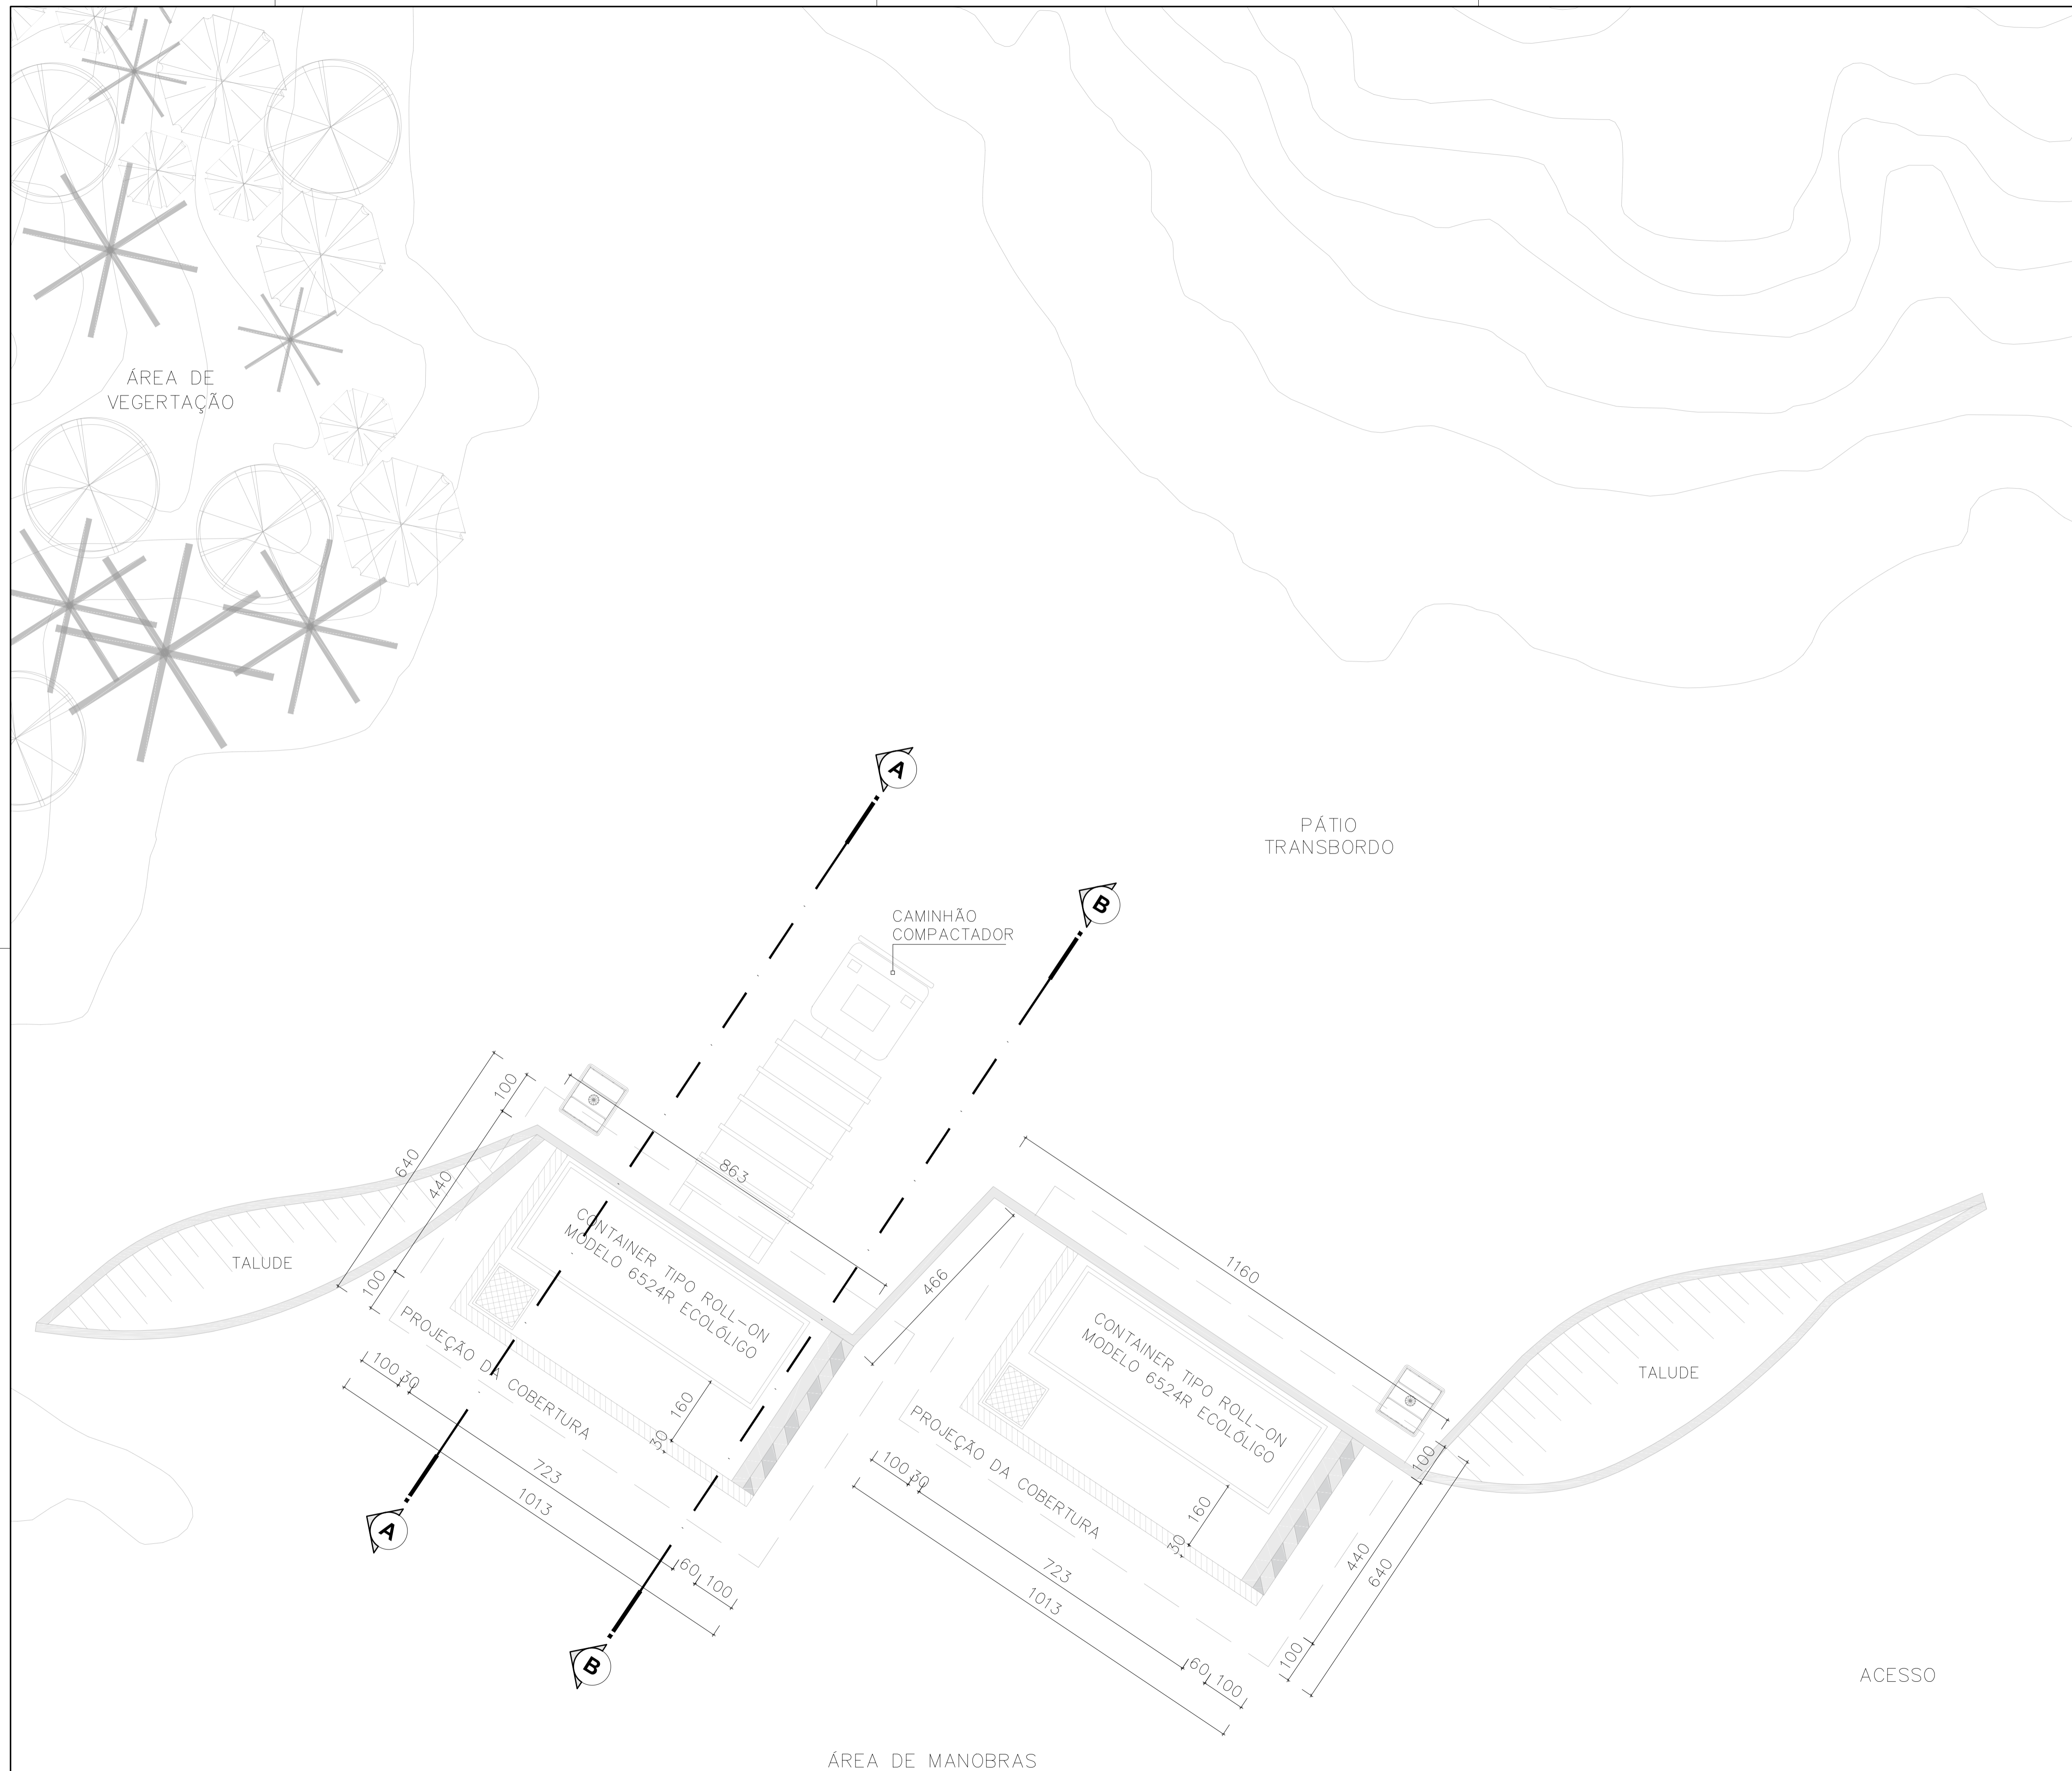 ÁREA DE
VEGERTAÇÃO
A
PÁTIO
TRANSBORDO
B
CAMINHÃO
COMPACTADOR
100
640
440
863
100
TALUDE
CONTAINER TIPO ROLL-ON
MODELO 6524R ECOLÓLIGO
PROJEÇÃO DA COBERTURA
466
1160
CONTAINER TIPO ROLL-ON
MODELO 6524R ECOLÓLIGO
PROJEÇÃO DA COBERTURA
TALUDE
100
30
160
30
723
1013
60
100
A
B
100
30
160
30
723
1013
60
100
100
440
640
100
ACESSO
ÁREA DE MANOBRAS